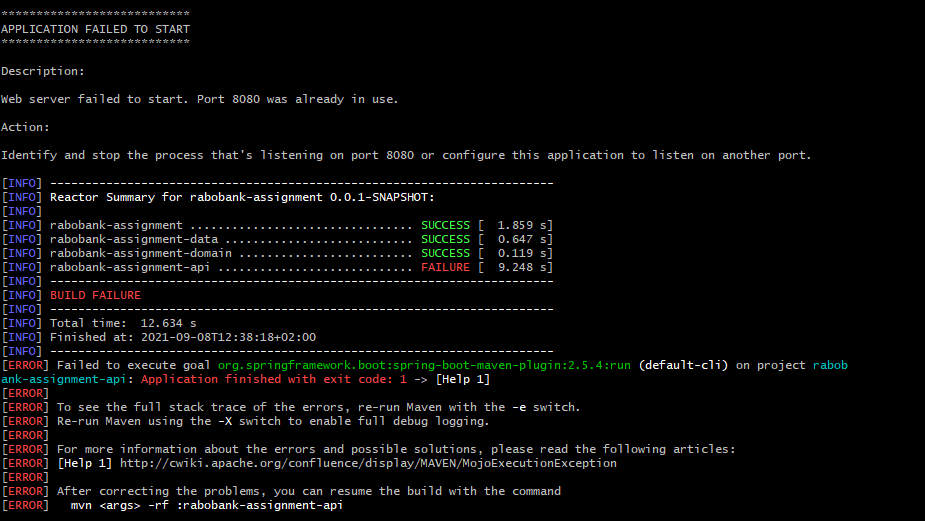 ***************************
APPLICATION FAILED TO START
***************************
Description:
Web server failed to start. Port 8080 was already in use.
Action:
Identify and stop the process that's listening on port 8080 or configure this application to listen on another port.
[INFO] ------------------------------------------------------------------------
[INFO] Reactor Summary for rabobank-assignment 0.0.1-SNAPSHOT:
[INFO]
[INFO] rabobank-assignment ................................ SUCCESS [  1.859 s]
[INFO] rabobank-assignment-data ........................... SUCCESS [  0.647 s]
[INFO] rabobank-assignment-domain ......................... SUCCESS [  0.119 s]
[INFO] rabobank-assignment-api ............................ FAILURE [  9.248 s]
[INFO] ------------------------------------------------------------------------
[INFO] BUILD FAILURE
[INFO] ------------------------------------------------------------------------
[INFO] Total time:  12.634 s
[INFO] Finished at: 2021-09-08T12:38:18+02:00
[INFO] ------------------------------------------------------------------------
[ERROR] Failed to execute goal org.springframework.boot:spring-boot-maven-plugin:2.5.4:run (default-cli) on project rabob
ank-assignment-api: Application finished with exit code: 1 -> [Help 1]
[ERROR]
[ERROR] To see the full stack trace of the errors, re-run Maven with the -e switch.
[ERROR] Re-run Maven using the -X switch to enable full debug logging.
[ERROR]
[ERROR] For more information about the errors and possible solutions, please read the following articles:
[ERROR] [Help 1] http://cwiki.apache.org/confluence/display/MAVEN/MojoExecutionException
[ERROR]
[ERROR] After correcting the problems, you can resume the build with the command
[ERROR]   mvn <args> -rf :rabobank-assignment-api